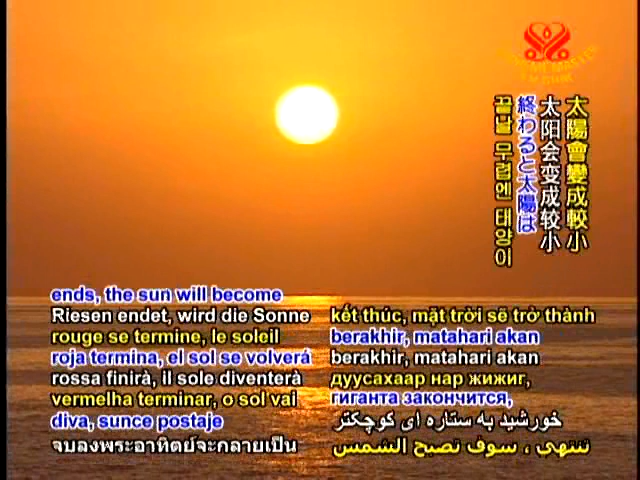 太陽會變成較小
太阳会变成较小
終わると太陽は
끝날 무렵엔 태양이
ends, the sun will become
Riesen endet, wird die Sonne
rouge se termine, le soleil
roja termina, el sol se volverá
rossa finirà, il sole diventerà
vermelha terminar, o sol vai
diva, sunce postaje
จบลงพระอาทิตย์จะกลายเป็น
kết thúc, mặt trời sẽ trở thành
berakhir, matahari akan
berakhir, matahari akan
дуусахаар нар жижиг,
гиганта закончится,
خورشید به ستاره ای کوچکتر
تنتهي ، سوف تصبح الشمس